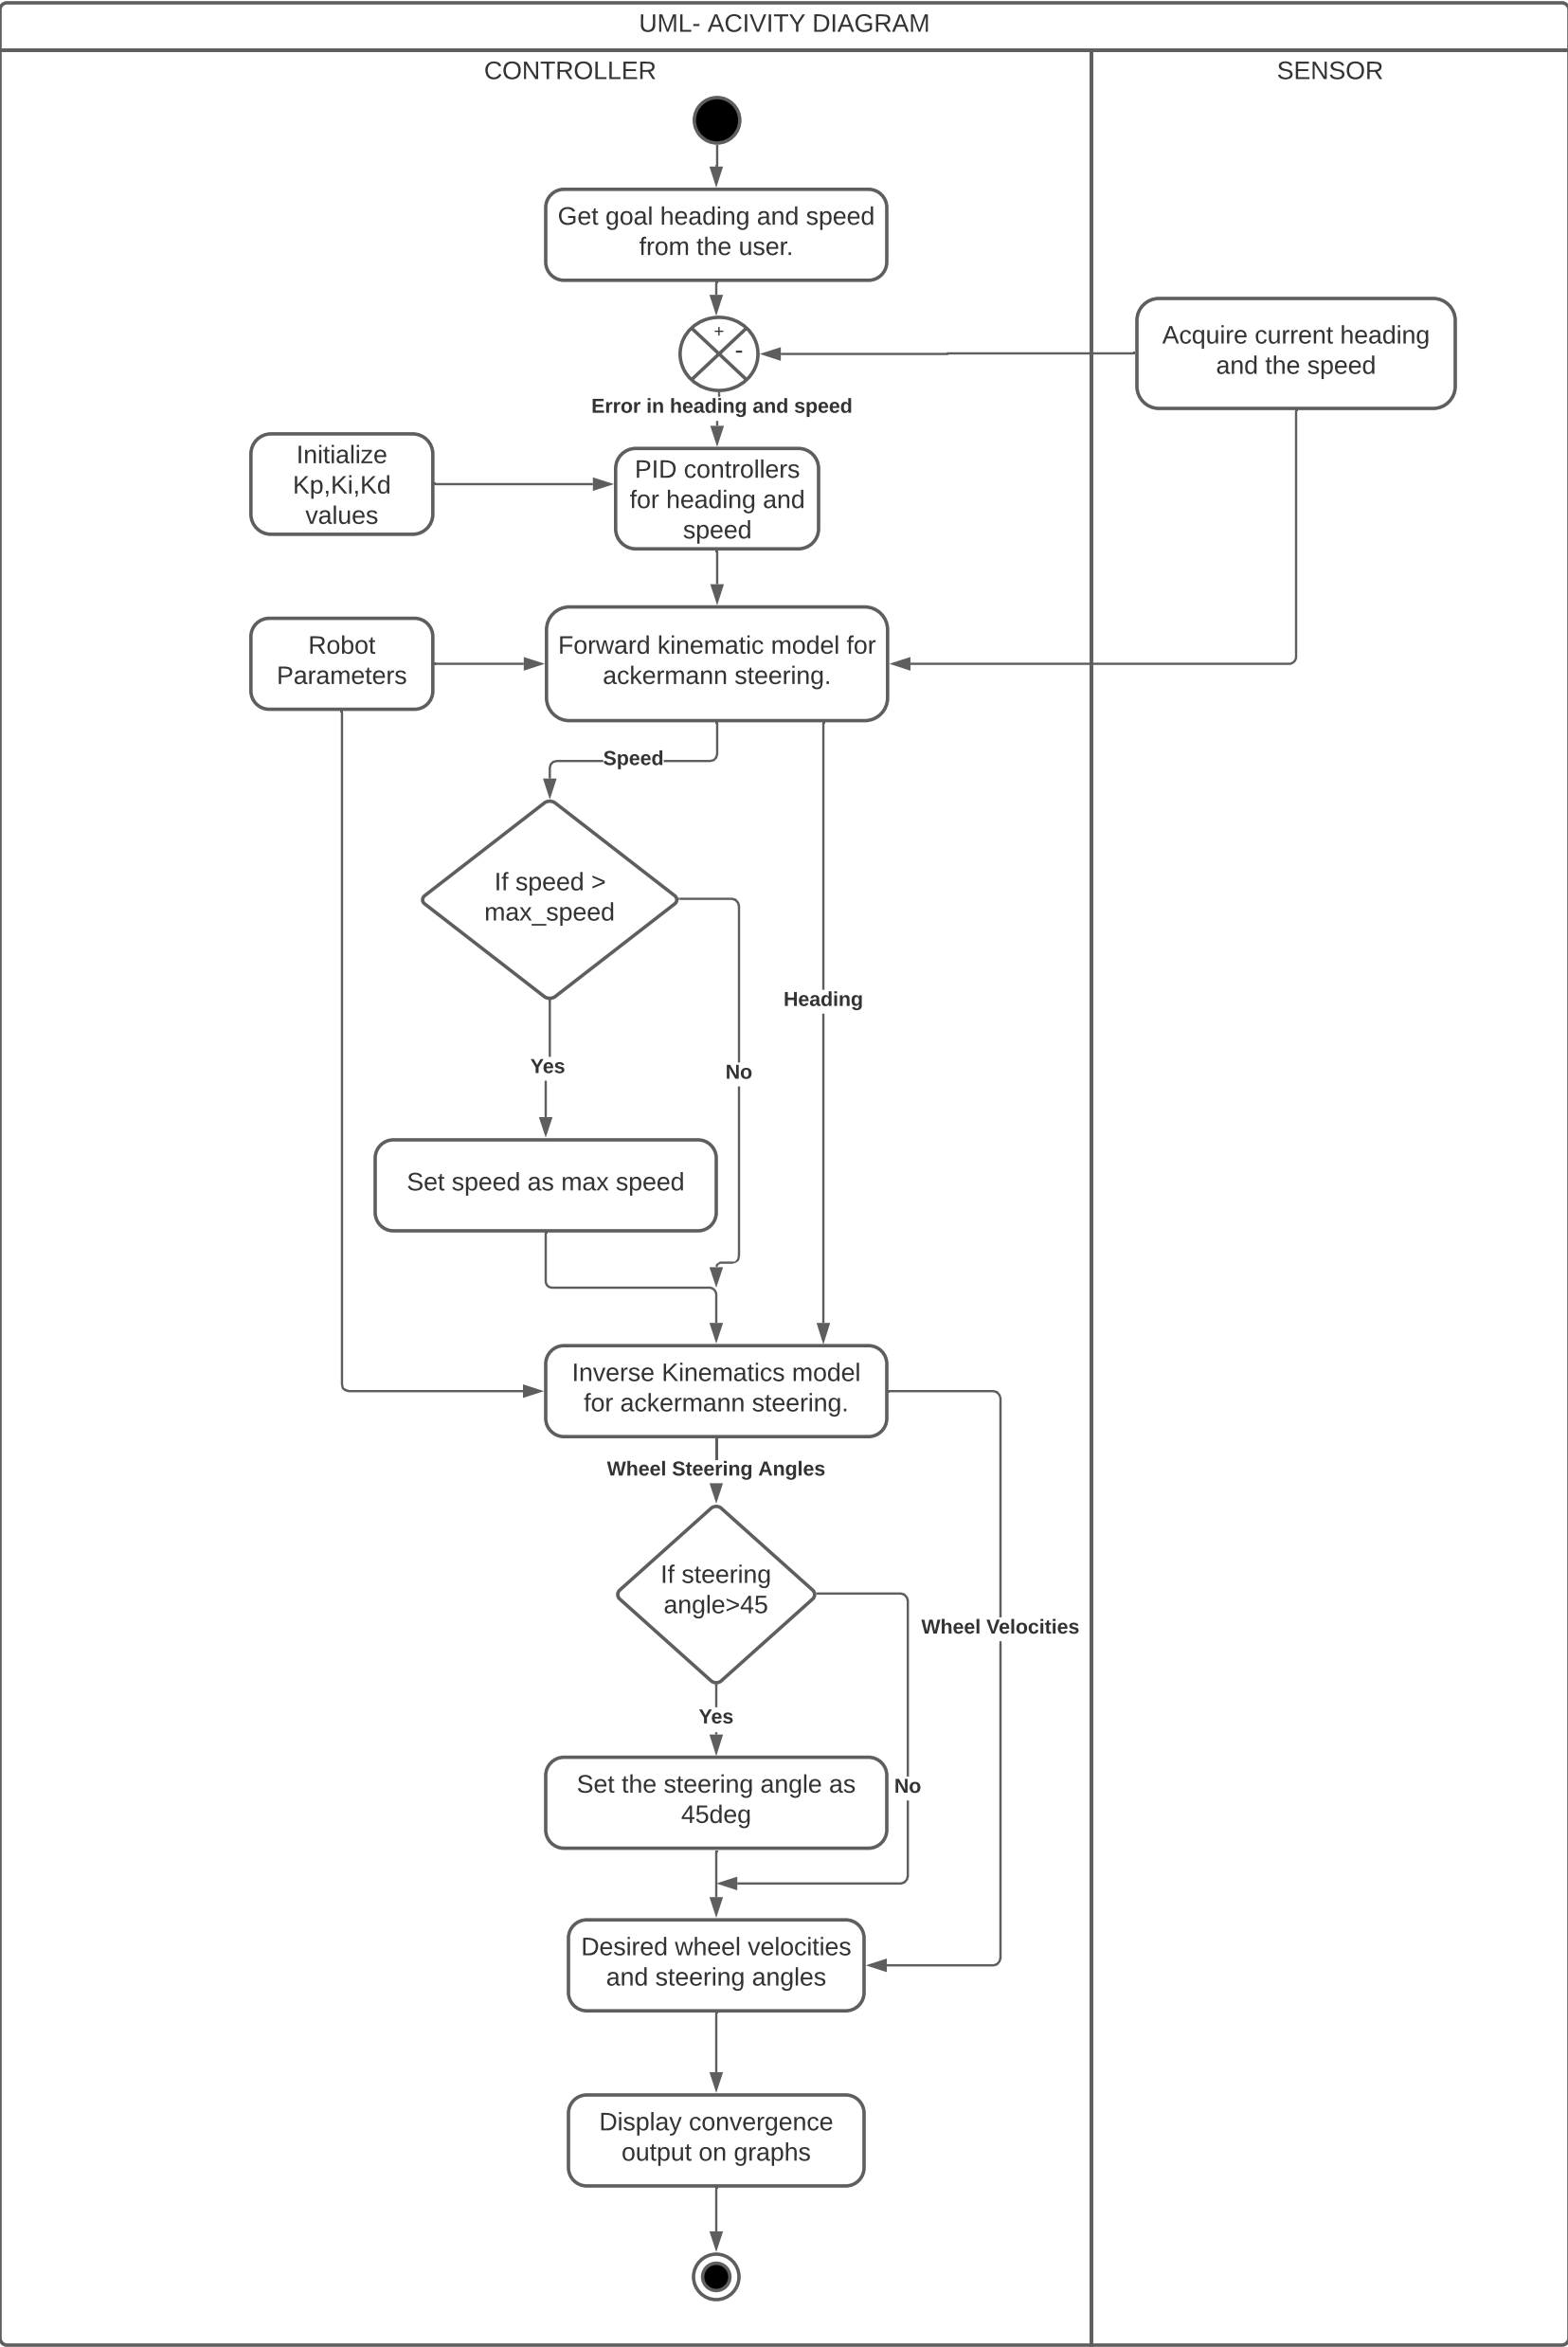 UML- ACIVITY DIAGRAM
CONTROLLER
SENSOR
Get goal heading and speed
from the user.
+
-
Acquire current heading
and the speed
Error in heading and speed
Initialize
Kp,Ki,Kd
values
PID controllers
for heading and
speed
Robot
Parameters
Forward kinematic model for
ackermann steering.
Speed
If speed >
max_speed
Heading
Yes
No
Set speed as max speed
Inverse Kinematics model
for ackermann steering.
Wheel Steering Angles
If steering
angle>45
Wheel Velocities
Yes
Set the steering angle as
45deg
No
Desired wheel velocities
and steering angles
Display convergence
output on graphs